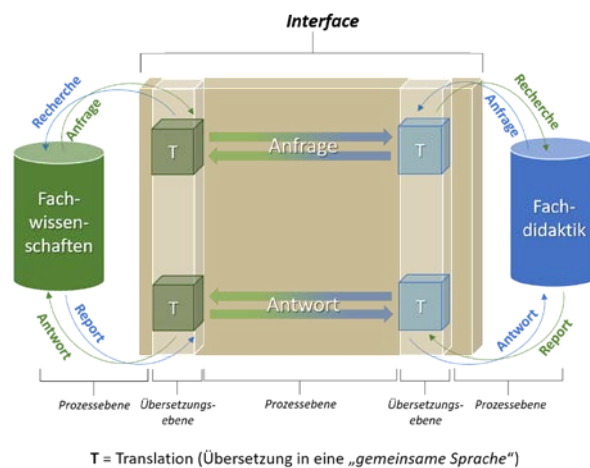 Interface
Recherche
Anfrage
Recherche
Anfrage
T
Anfrage
T
Fach-
wissen-
schaften
Fach-
didaktik
T
Antwort
T
Antwort
Report
Antwort
Report
Prozessebene
Übersetzungs-
ebene
Prozessebene
Übersetzungs-
ebene
Prozessebene
T = Translation (Übersetzung in eine „gemeinsame Sprache“)